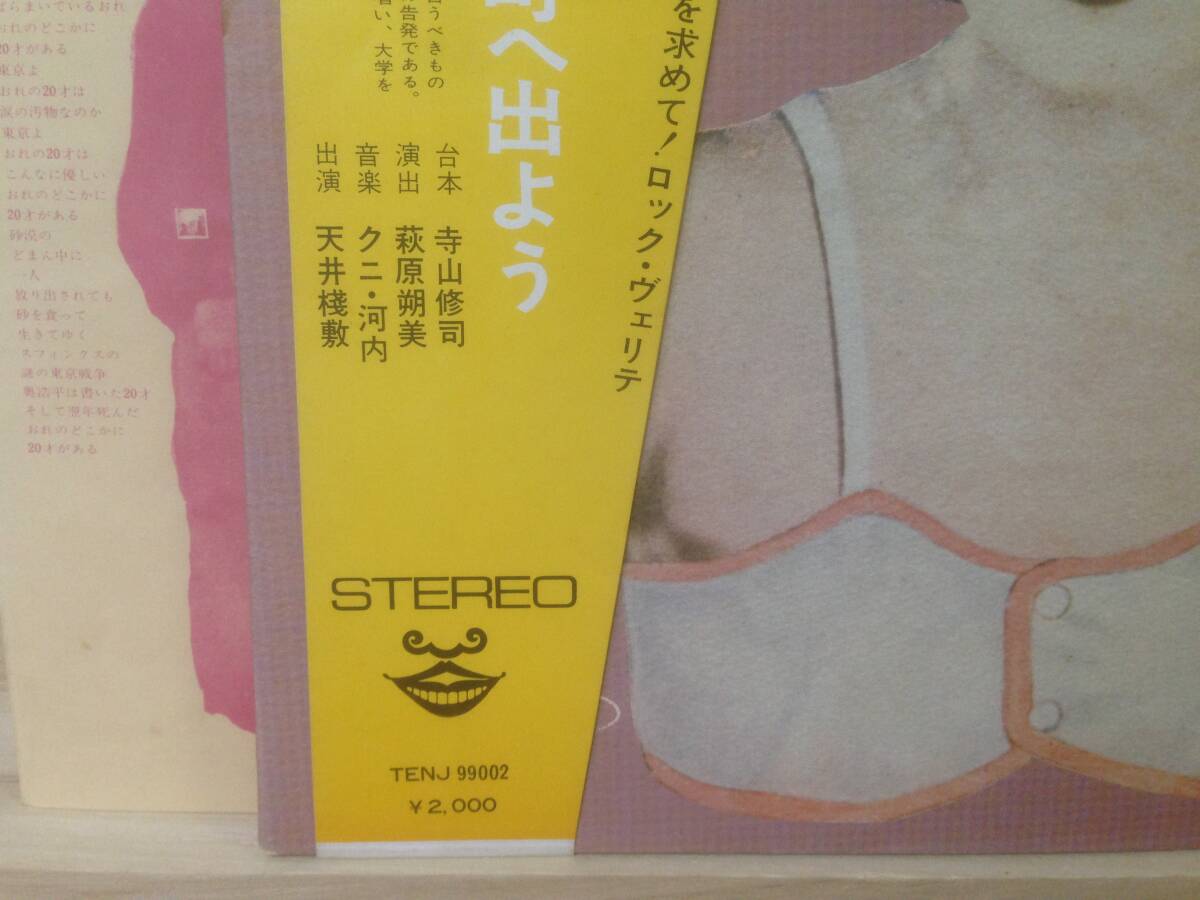 ばらまいているおれ
おれのどこかに
20才がある
東京よ
おれの20才は
涙の汚物なのか
東京よ
おれの20才は
こんなに優しい
おれのどこかに
20才がある
砂漠の
どまん中に
一人
放り出されても
砂を食って
生きてゆく
スフィンクスの
謎の東京戦争
奥浩平は書いた20才
そして翌年死んだ
おれのどこかに
20才がある
を求めて!ロック・ヴェリテ
町へ出よう
言うべきもの
告発である。
い、大学を
台本 寺山修司
演出 萩原朔美
音楽 クニ・河内
出演 天井棧敷
STEREO
TENJ 99002
¥2,000